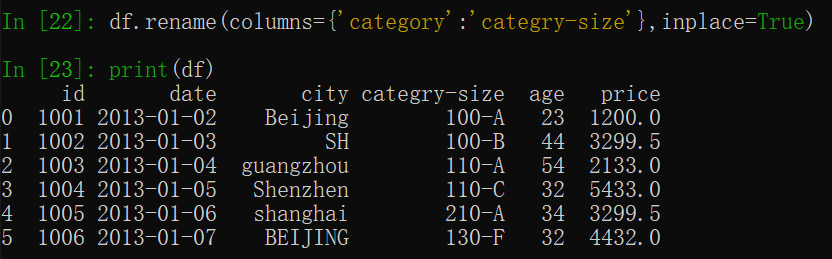 In [22]: df.rename(columns={'category':'categry-size'},inplace=True)
In [23]: print(df)
id date city categry-size age price
0 1001 2013-01-02 Beijing 100-A 23 1200.0
1 1002 2013-01-03 SH 100-B 44 3299.5
2 1003 2013-01-04 guangzhou 110-A 54 2133.0
3 1004 2013-01-05 Shenzhen 110-C 32 5433.0
4 1005 2013-01-06 shanghai 210-A 34 3299.5
5 1006 2013-01-07 BEIJING 130-F 32 4432.0